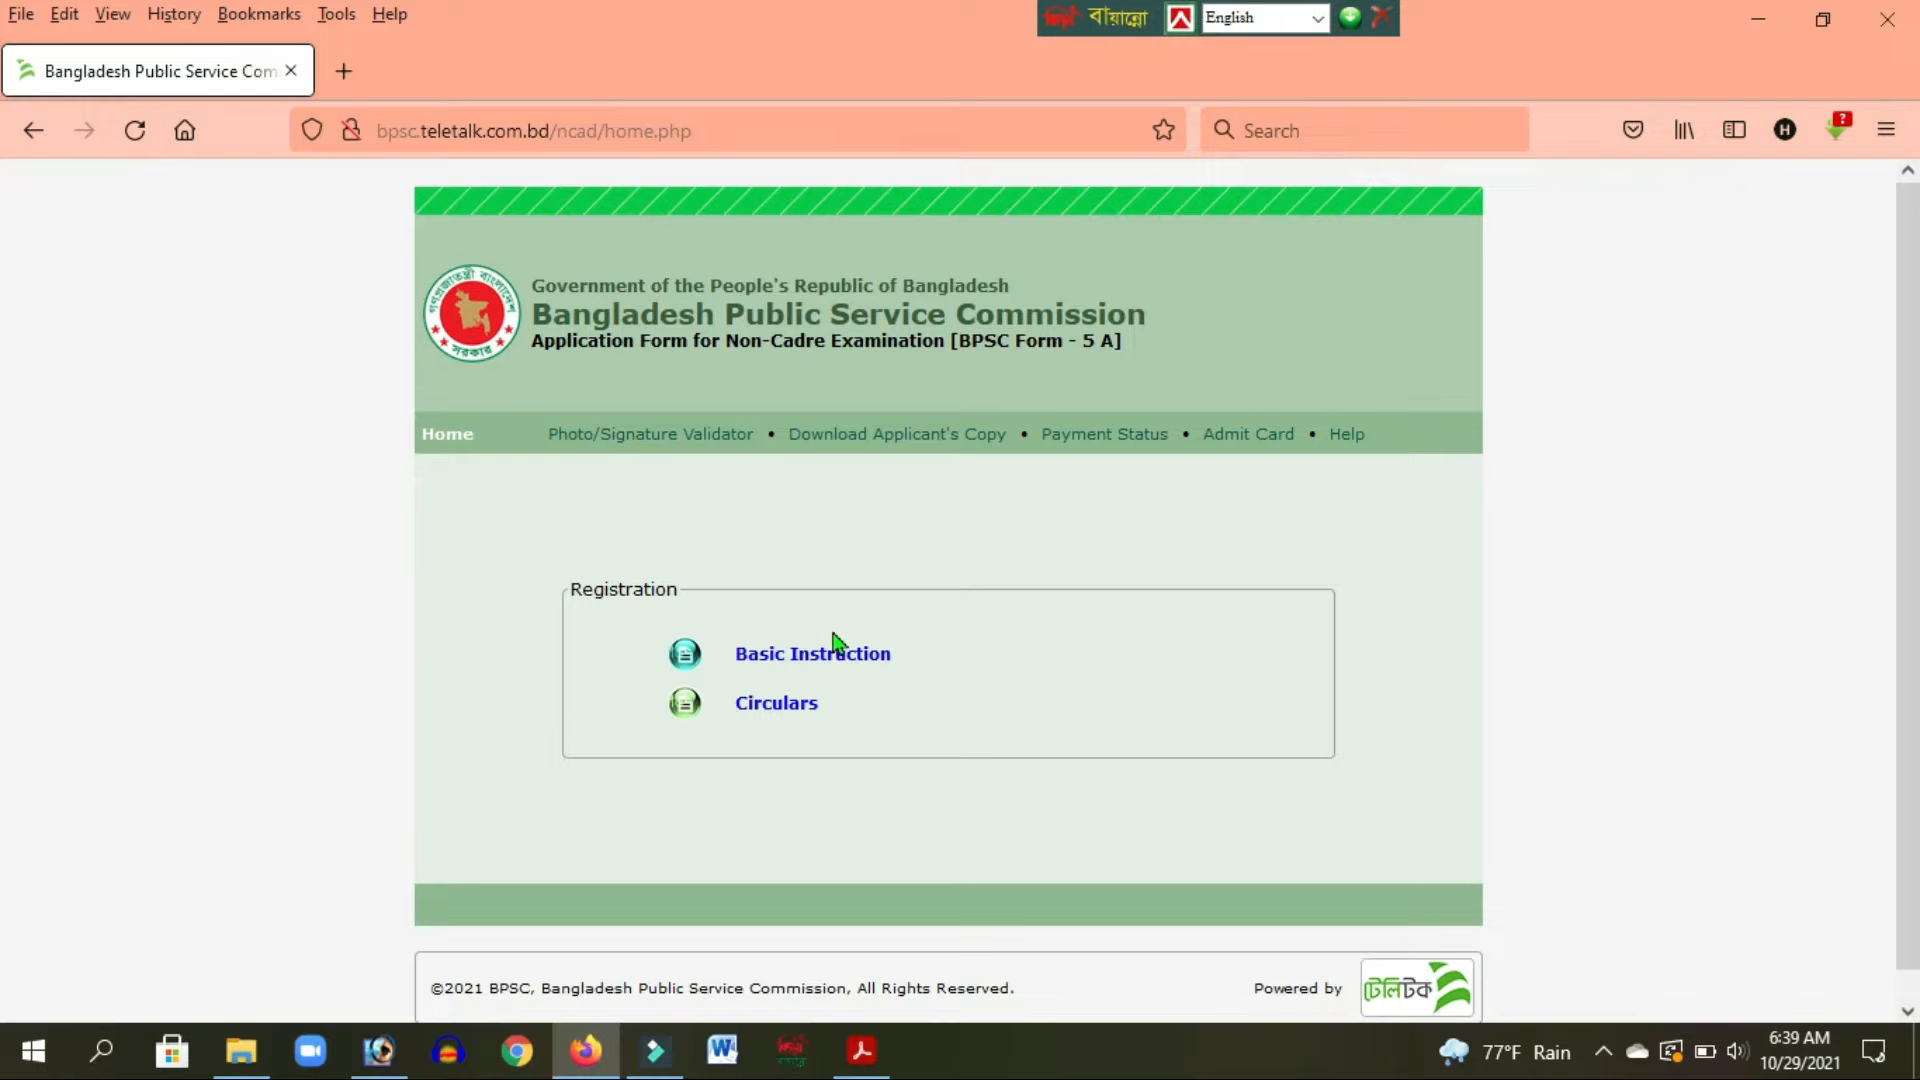 File Edit View History Bookmarks Tools Help
বায়ান্নো English
Bangladesh Public Service Com
bpsc.teletalk.com.bd/ncad/home.php
Search
গণপ্রজাতন্ত্রী বাংলাদেশ
সরকার
Government of the People's Republic of Bangladesh
Bangladesh Public Service Commission
Application Form for Non-Cadre Examination [BPSC Form - 5 A]
Home Photo/Signature Validator • Download Applicant's Copy • Payment Status • Admit Card • Help
Registration
Basic Instruction
Circulars
©2021 BPSC, Bangladesh Public Service Commission, All Rights Reserved.
Powered by টেলিটক
77°F Rain
6:39 AM
10/29/2021